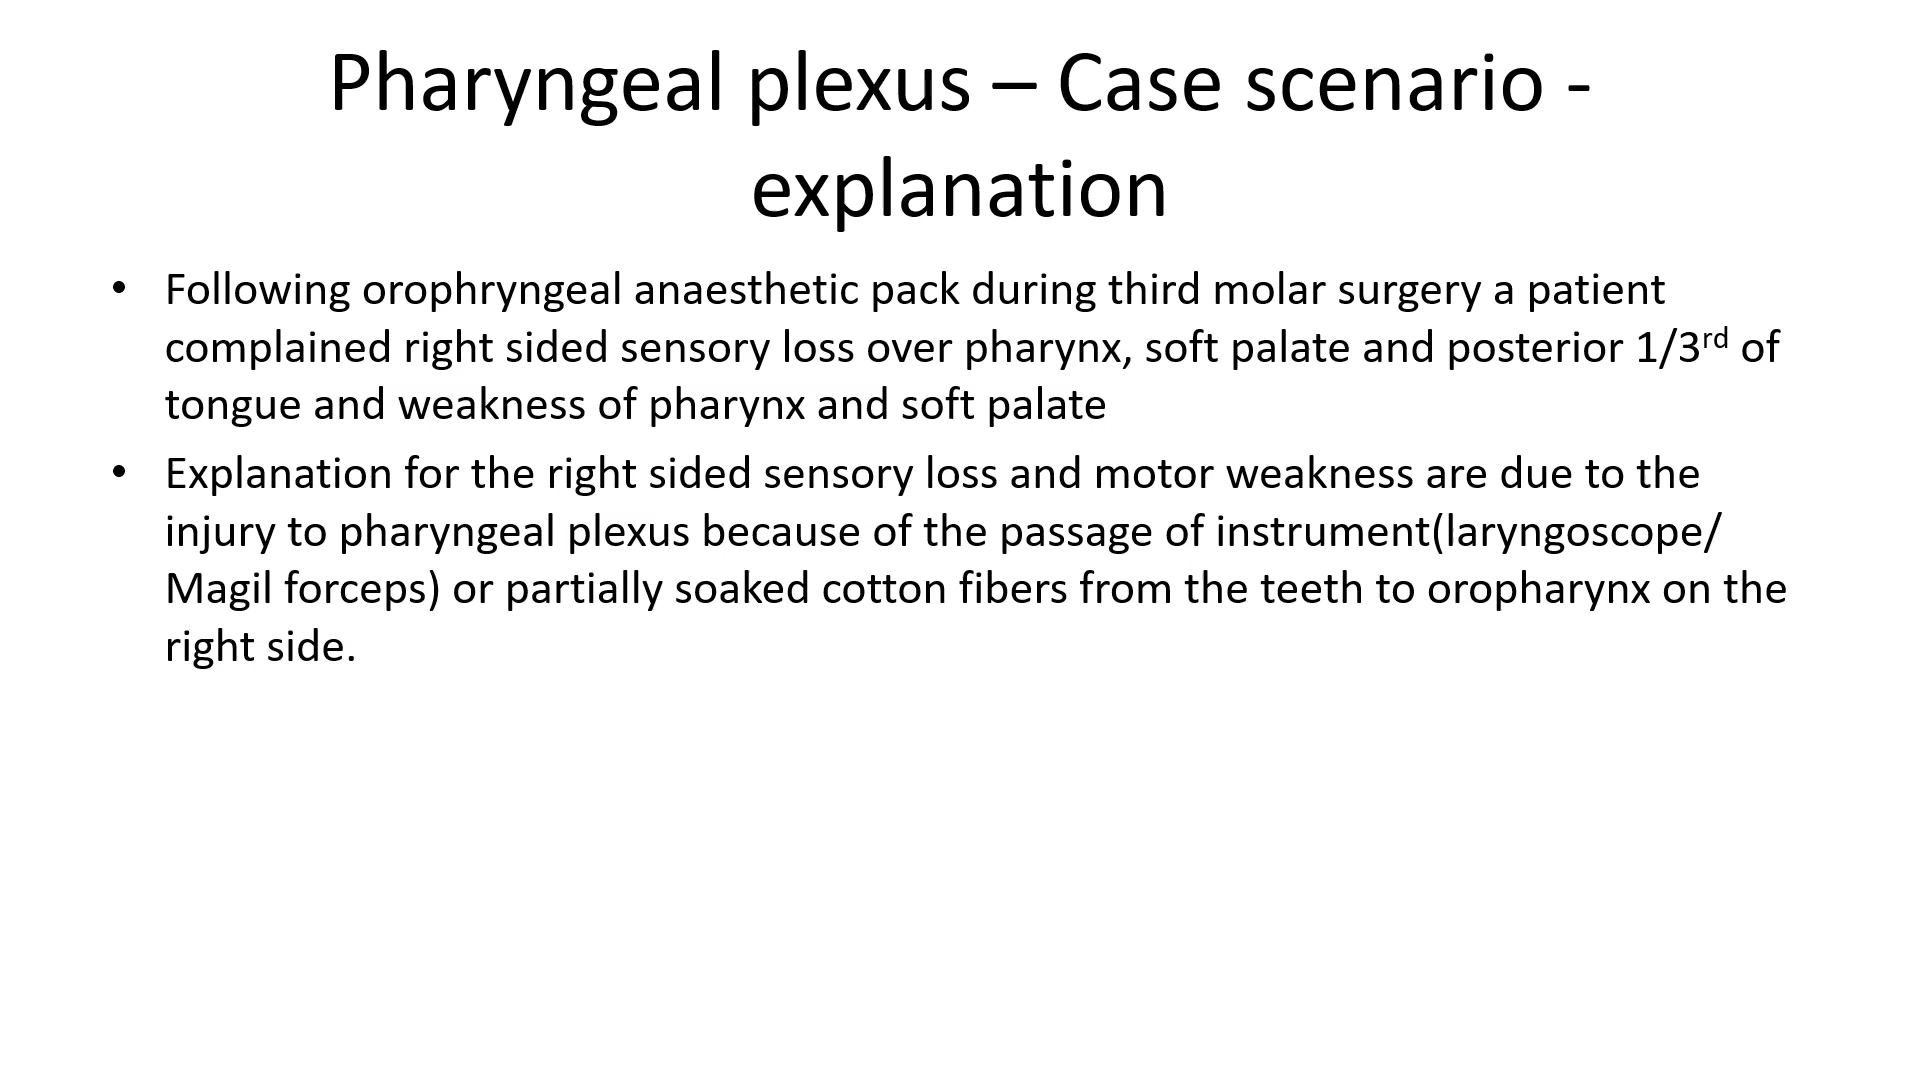 Pharyngeal plexus – Case scenario -
explanation
• Following orophryngeal anaesthetic pack during third molar surgery a patient
complained right sided sensory loss over pharynx, soft palate and posterior 1/3rd of
tongue and weakness of pharynx and soft palate
• Explanation for the right sided sensory loss and motor weakness are due to the
injury to pharyngeal plexus because of the passage of instrument(laryngoscope/
Magil forceps) or partially soaked cotton fibers from the teeth to oropharynx on the
right side.